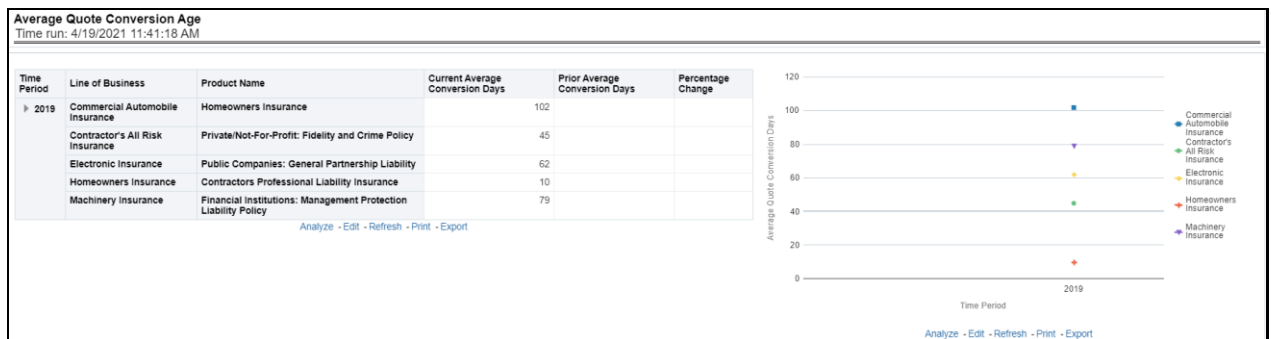 Average Quote Conversion Age
Time run: 4/19/2021 11:41:18 AM
Time Period Line of Business Product Name Current Average Conversion Days Prior Average Conversion Days Percentage Change
2019 Commercial Automobile Insurance Homeowners Insurance 102
Contractor's All Risk Insurance Private/Not-For-Profit: Fidelity and Crime Policy 45
Electronic Insurance Public Companies: General Partnership Liability 62
Homeowners Insurance Contractors Professional Liability Insurance 10
Machinery Insurance Financial Institutions: Management Protection Liability Policy 79
Analyze - Edit - Refresh - Print - Export
Average Quote Conversion Days
120
100
80
60
40
20
0
2019
Time Period
Commercial Automobile Insurance
Contractor's All Risk Insurance
Electronic Insurance
Homeowners Insurance
Machinery Insurance
Analyze - Edit - Refresh - Print - Export